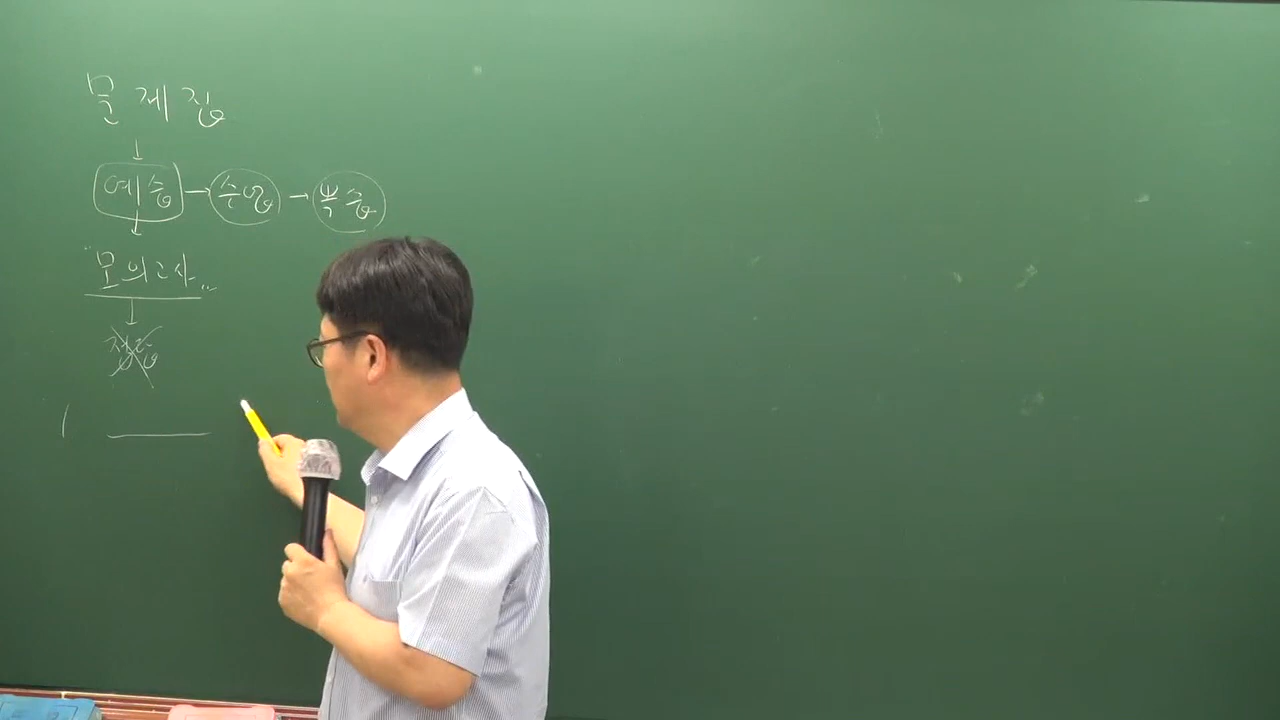 문제집
↓
예습 → 수업 → 복습
↓
"모의고사"
↓